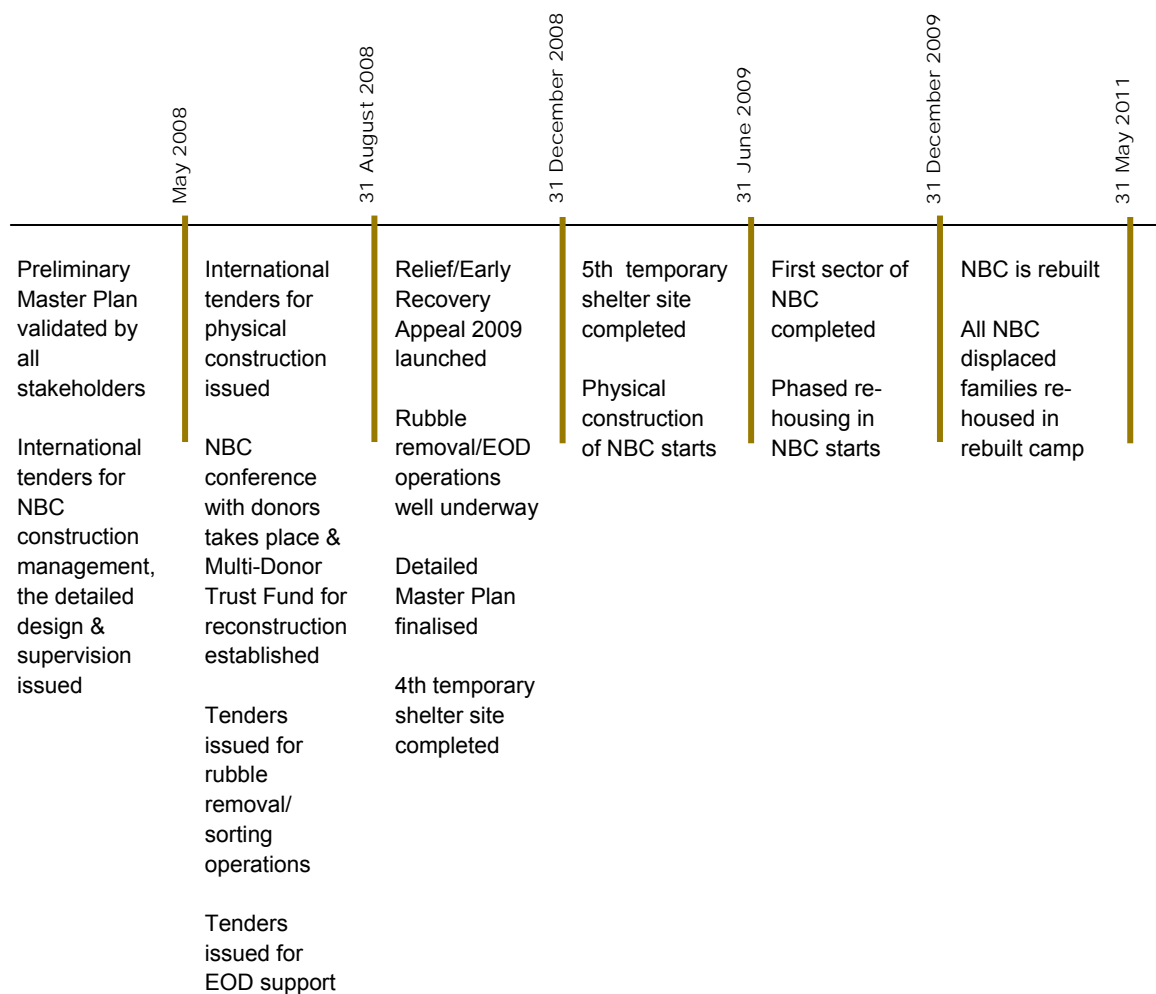 May 2008
31 August 2008
31 December 2008
31 June 2009
31 December 2009
31 May 2011
Preliminary
Master Plan
validated by
all
stakeholders
International
tenders for
NBC
construction
management,
the detailed
design &
supervision
issued
International
tenders for
physical
construction
issued
NBC
conference
with donors
takes place &
Multi-Donor
Trust Fund for
reconstruction
established
Tenders
issued for
rubble
removal/
sorting
operations
Tenders
issued for
EOD support
Relief/Early
Recovery
Appeal 2009
launched
Rubble
removal/EOD
operations
well underway
Detailed
Master Plan
finalised
4th temporary
shelter site
completed
5th temporary
shelter site
completed
Physical
construction
of NBC starts
First sector of
NBC
completed
Phased re-
housing in
NBC starts
NBC is rebuilt
All NBC
displaced
families re-
housed in
rebuilt camp